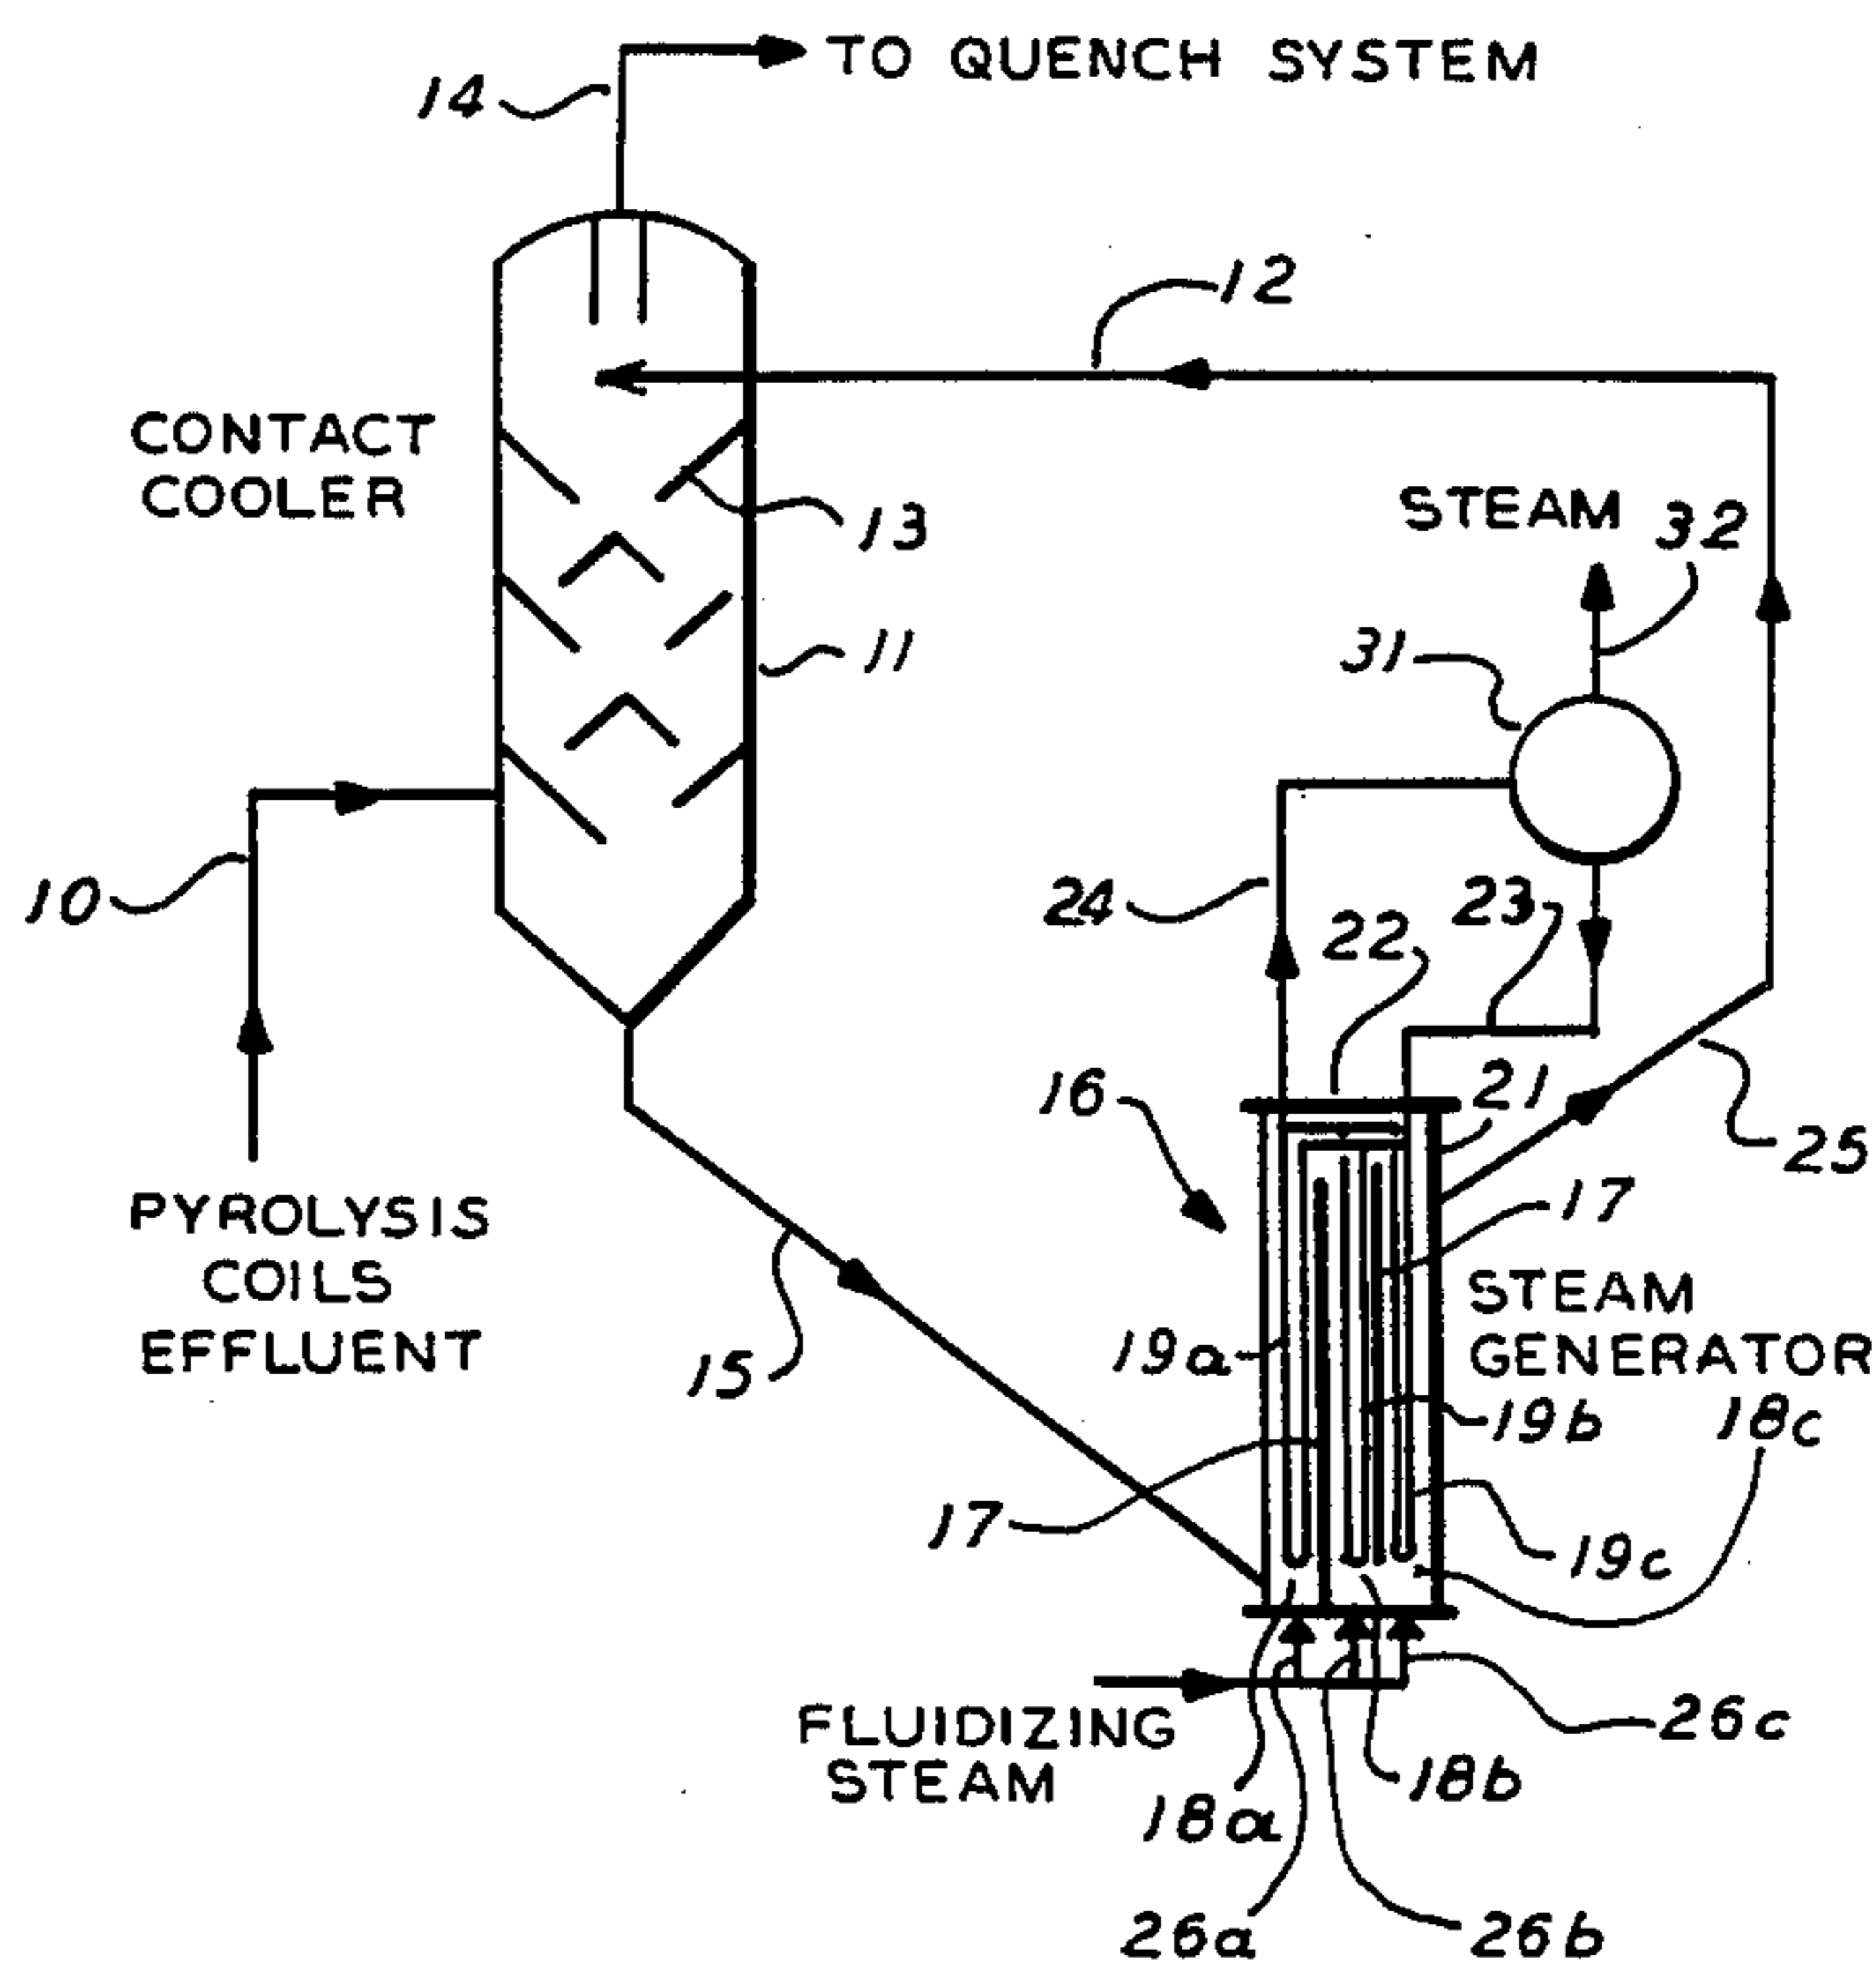 14
TO QUENCH SYSTEM
12
CONTACT
COOLER
13
STEAM
32
11
31
10
24
22
23
16
21
25
PYROLYSIS
COILS
EFFLUENT
15
17
STEAM
GENERATOR
19a
19b
18c
17
19c
FLUIDIZING
STEAM
26c
18a
18b
26a
26b